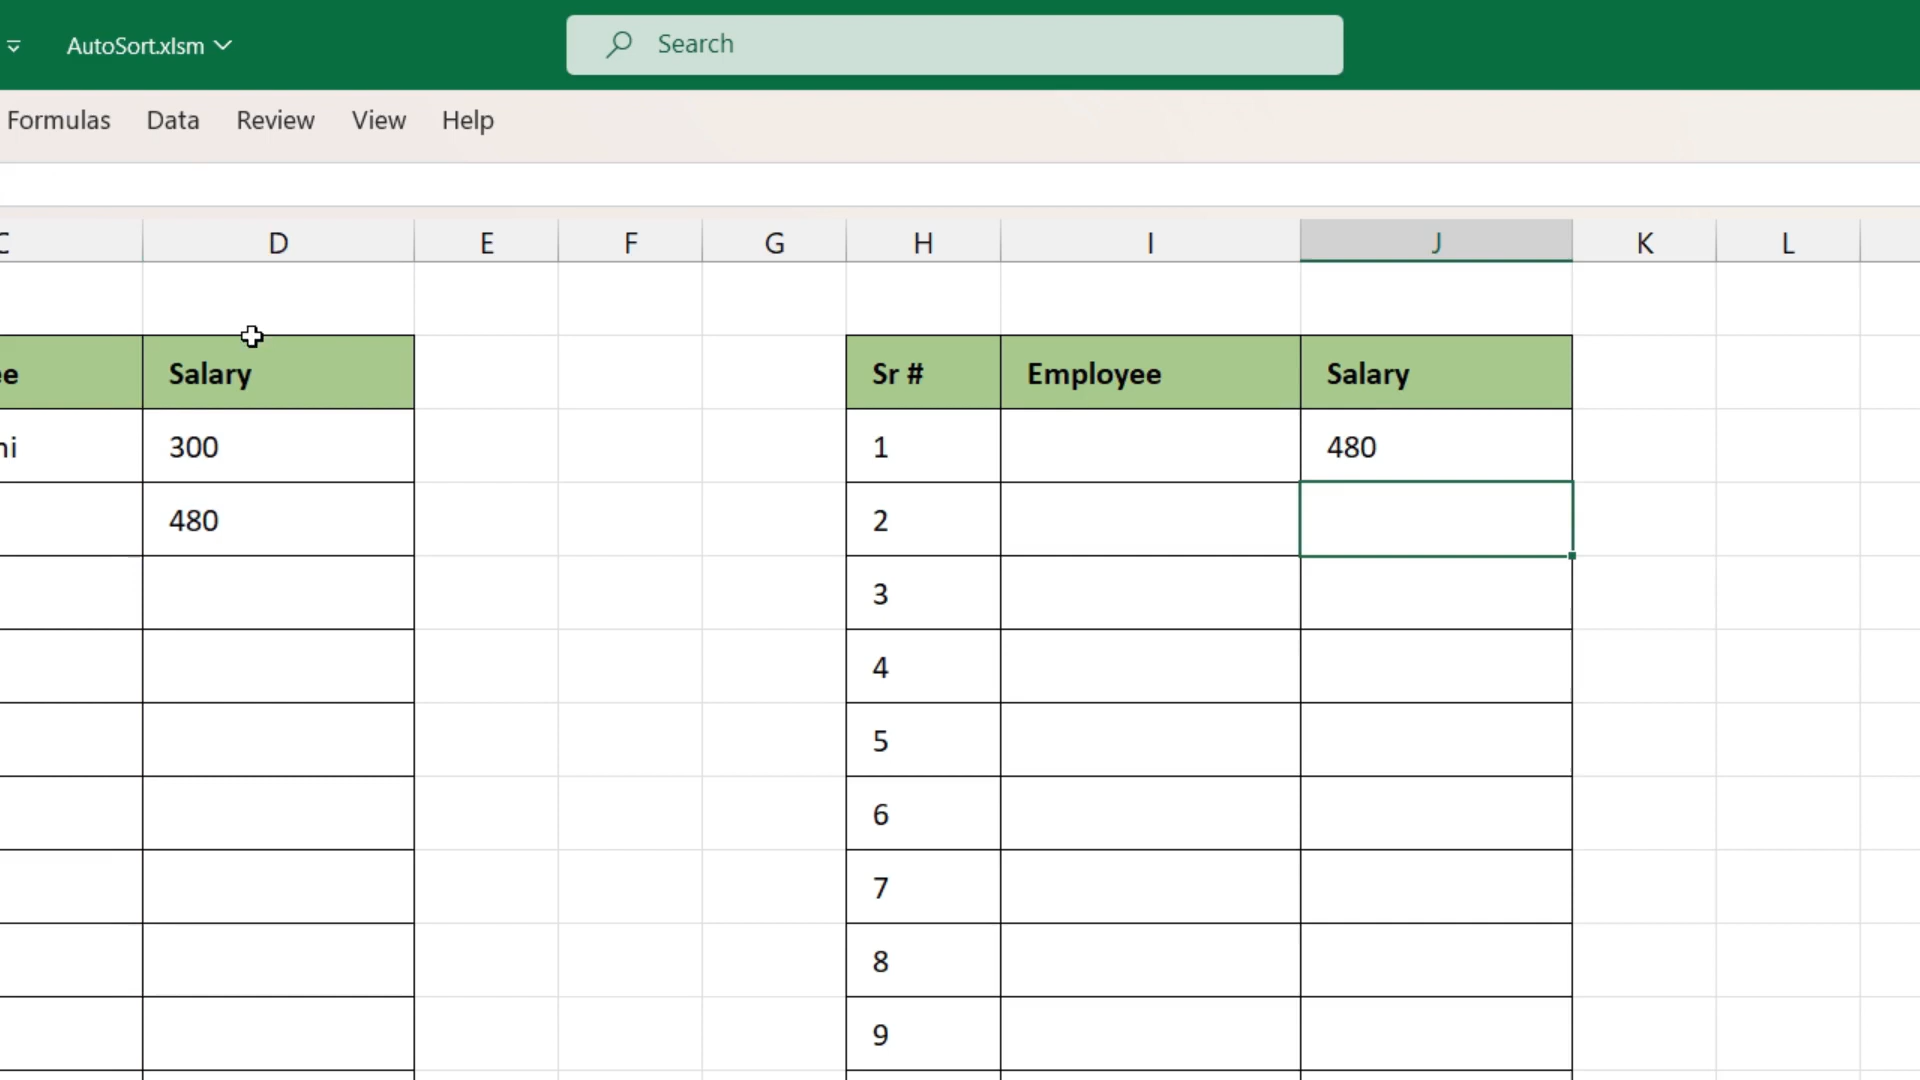 AutoSort.xlsm
Search
Formulas Data Review View Help
D E F G H I J K L
Salary Sr # Employee Salary
300 1 480
480 2
3
4
5
6
7
8
9